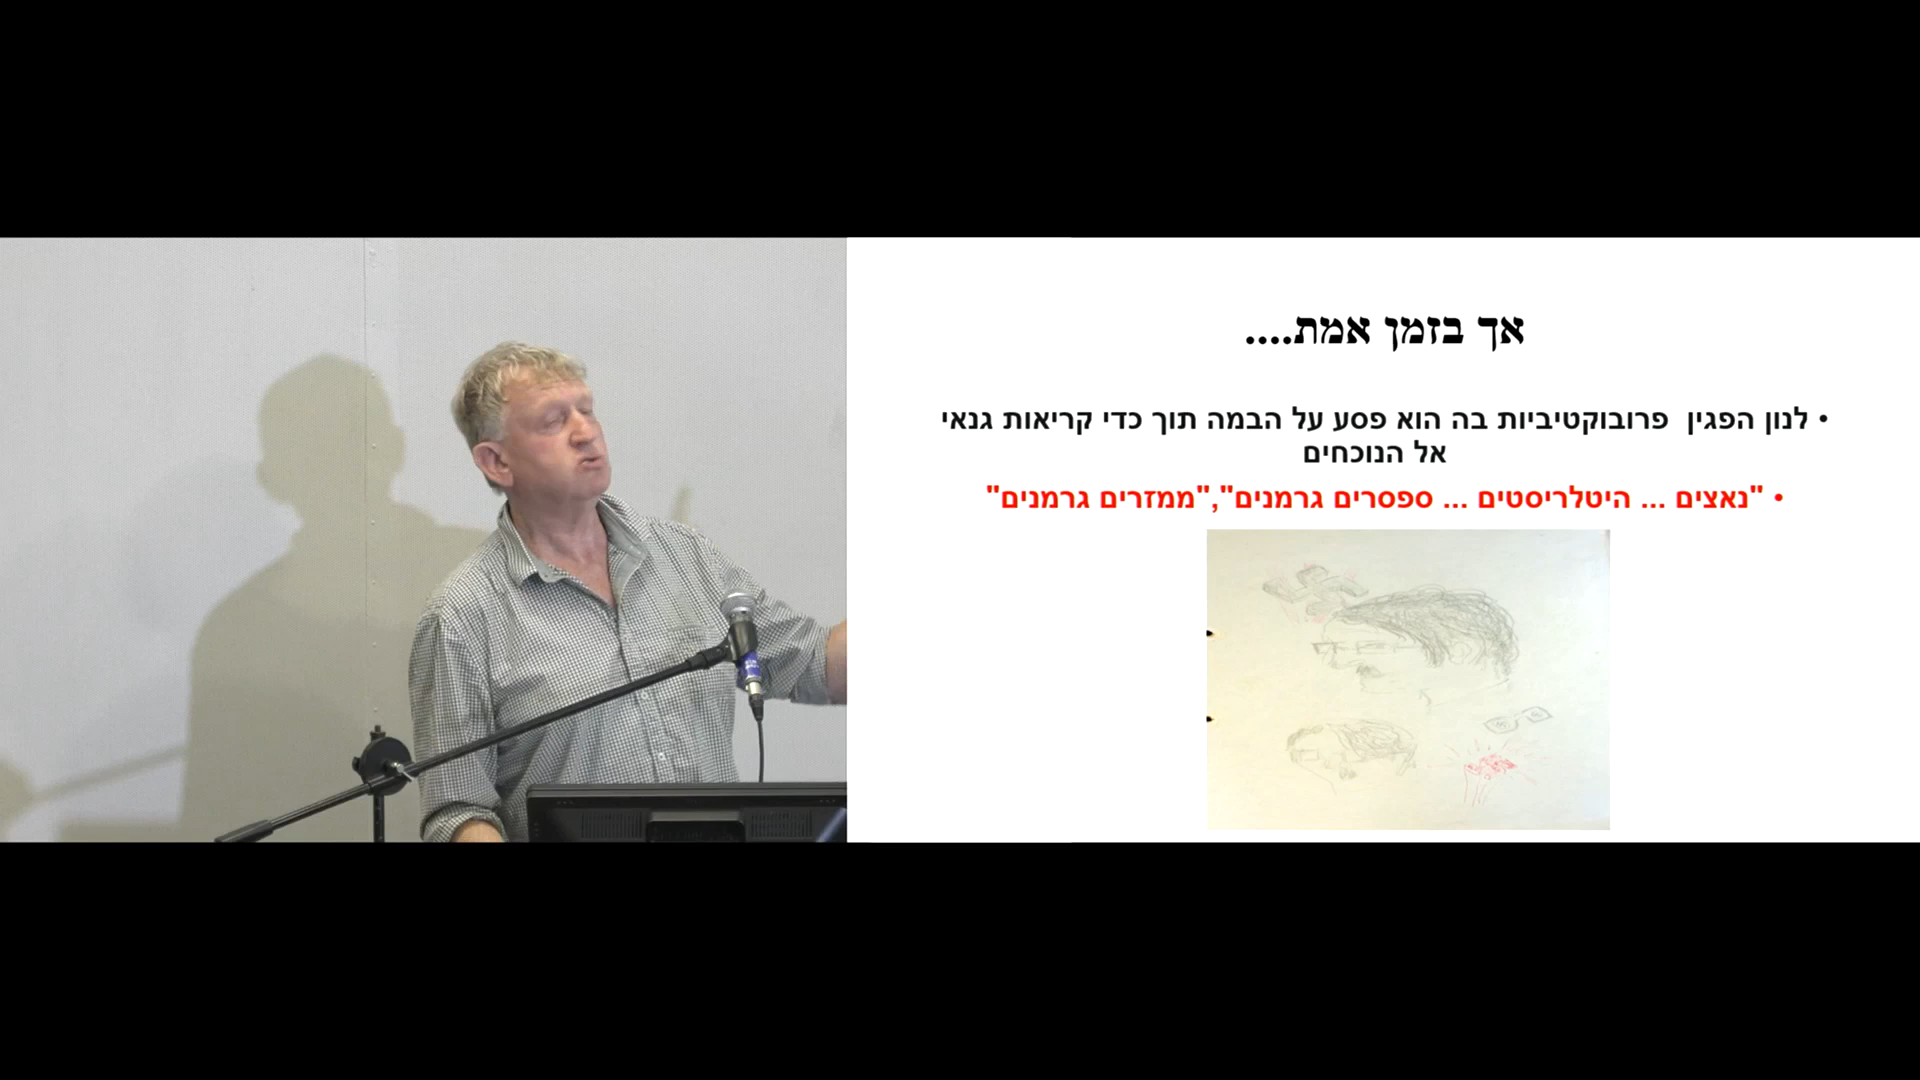 אך בזמן אמת....
• לנון הפגין פרובוקטיביות בה הוא פסע על הבמה תוך כדי קריאות גנאי
אל הנוכחים
• "נאצים ... היטלריסטים ... ספסרים גרמנים","ממזרים גרמנים"